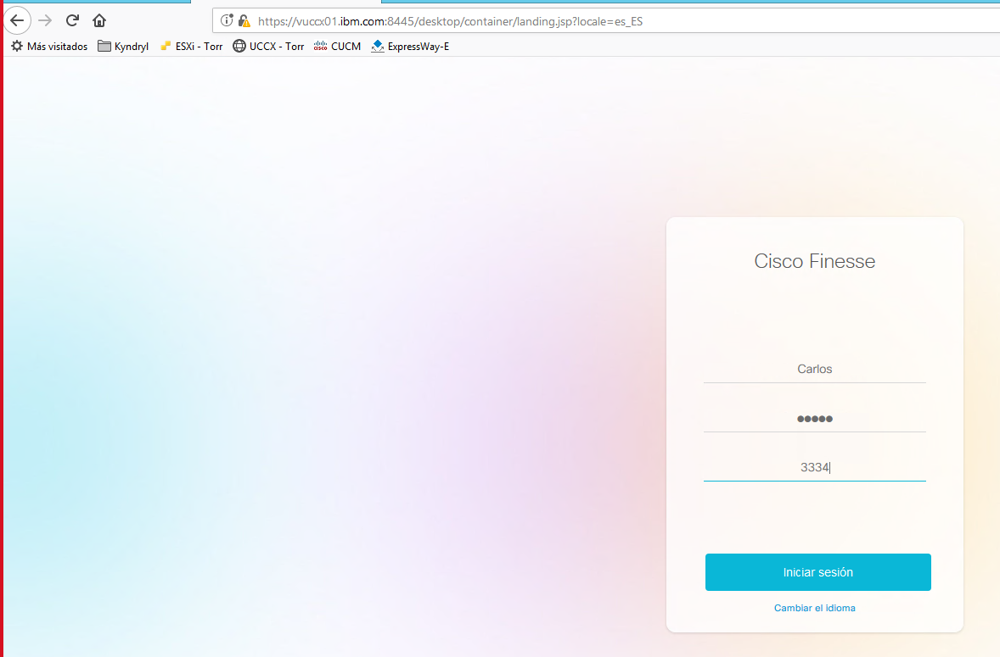 https://vuccx01.ibm.com:8445/desktop/container/landing.jsp?locale=es_ES
Más visitados Kyndryl ESXi - Torr UCCX - Torr CUCM ExpressWay-E
Cisco Finesse
Carlos
●●●●●
3334
Iniciar sesión
Cambiar el idioma